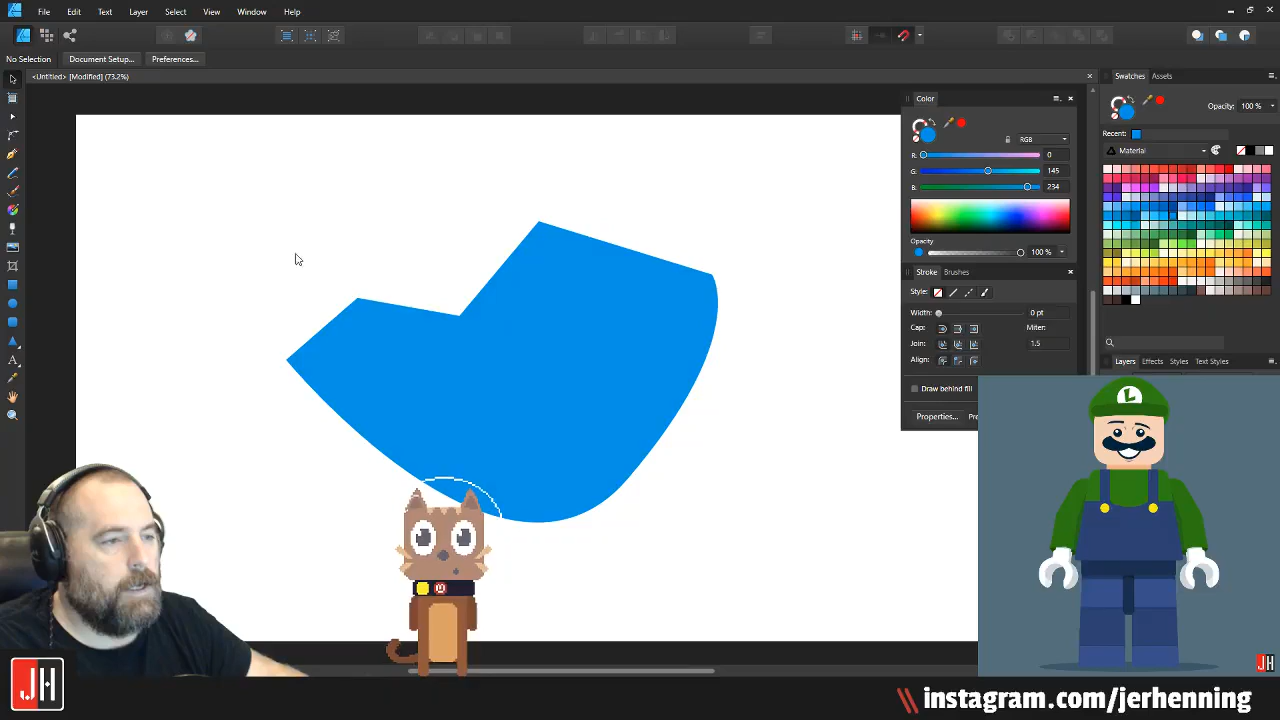 File Edit Text Layer Select View Window Help
No Selection Document Setup... Preferences...
<Untitled> [Modified] (73.2%)
Color
RGB
R: 0
G: 145
B: 234
Opacity
100 %
Stroke Brushes
Style:
Width: 0 pt
Cap: Miter:
Join: 1.5
Align:
Draw behind fill
Properties...
Swatches Assets
Opacity: 100 %
Recent:
Material
Layers Effects Styles Text Styles
L
JH
JH
\\ instagram.com/jerhenning